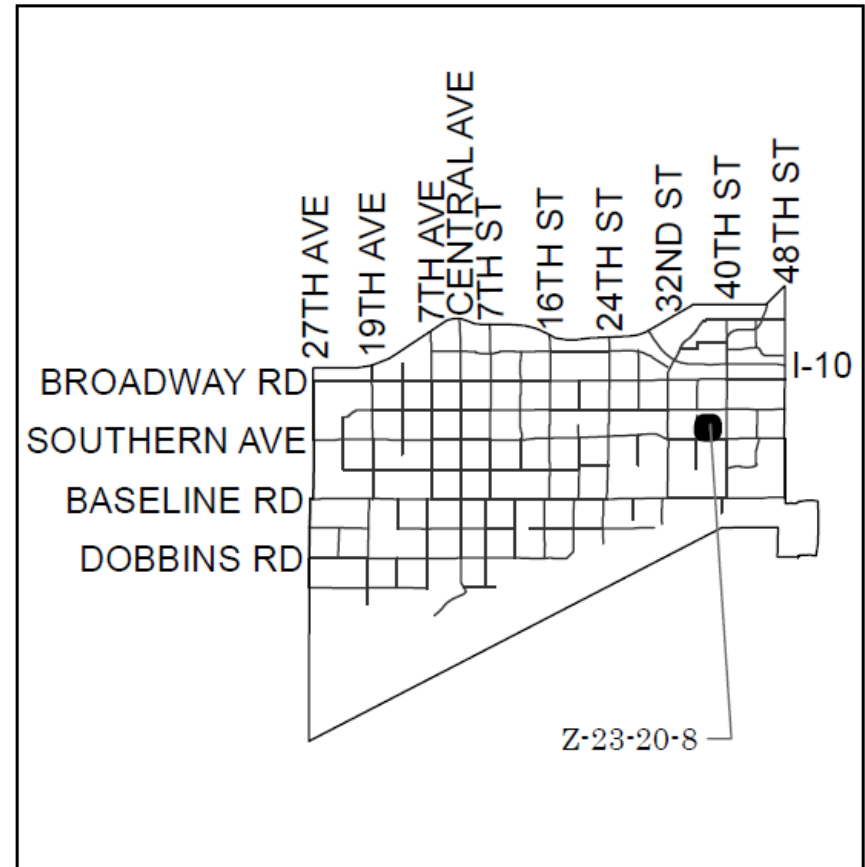 27TH AVE
19TH AVE
7TH AVE
CENTRAL AVE
7TH ST
16TH ST
24TH ST
32ND ST
40TH ST
48TH ST
I-10
BROADWAY RD
SOUTHERN AVE
BASELINE RD
DOBBINS RD
Z-23-20-8